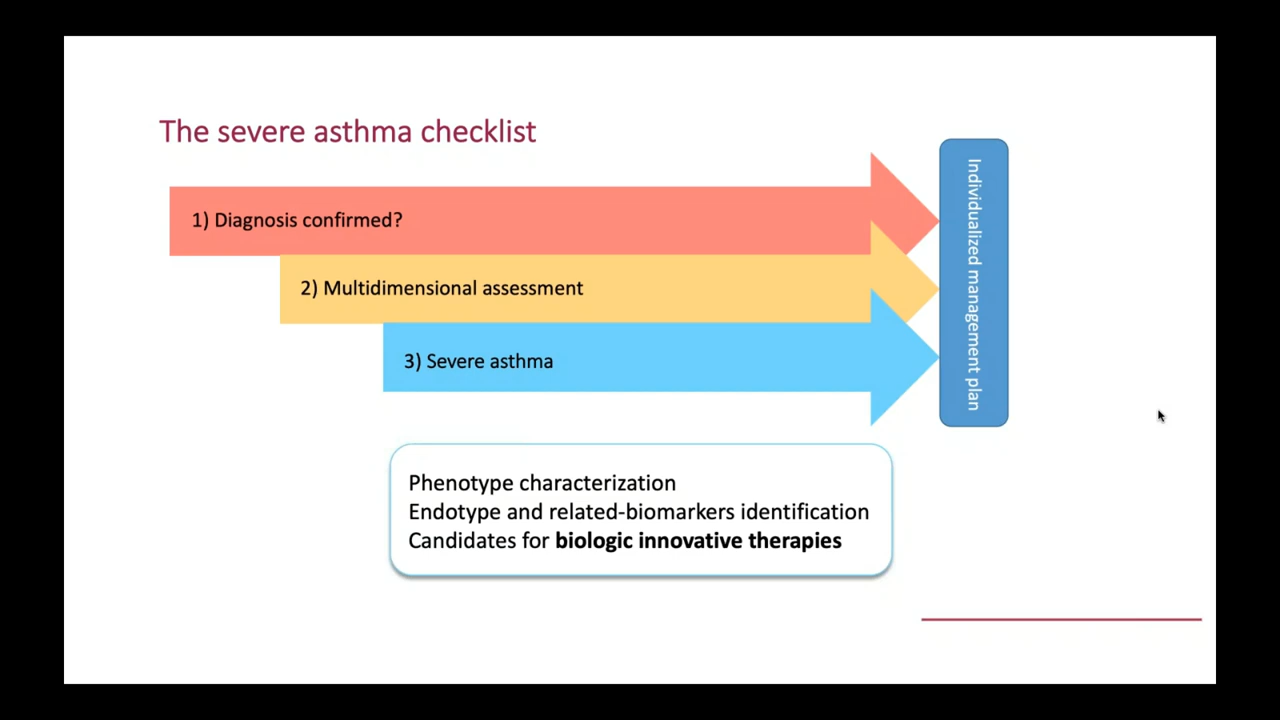 The severe asthma checklist
1) Diagnosis confirmed?
2) Multidimensional assessment
3) Severe asthma
Individualized management plan
Phenotype characterization
Endotype and related-biomarkers identification
Candidates for biologic innovative therapies